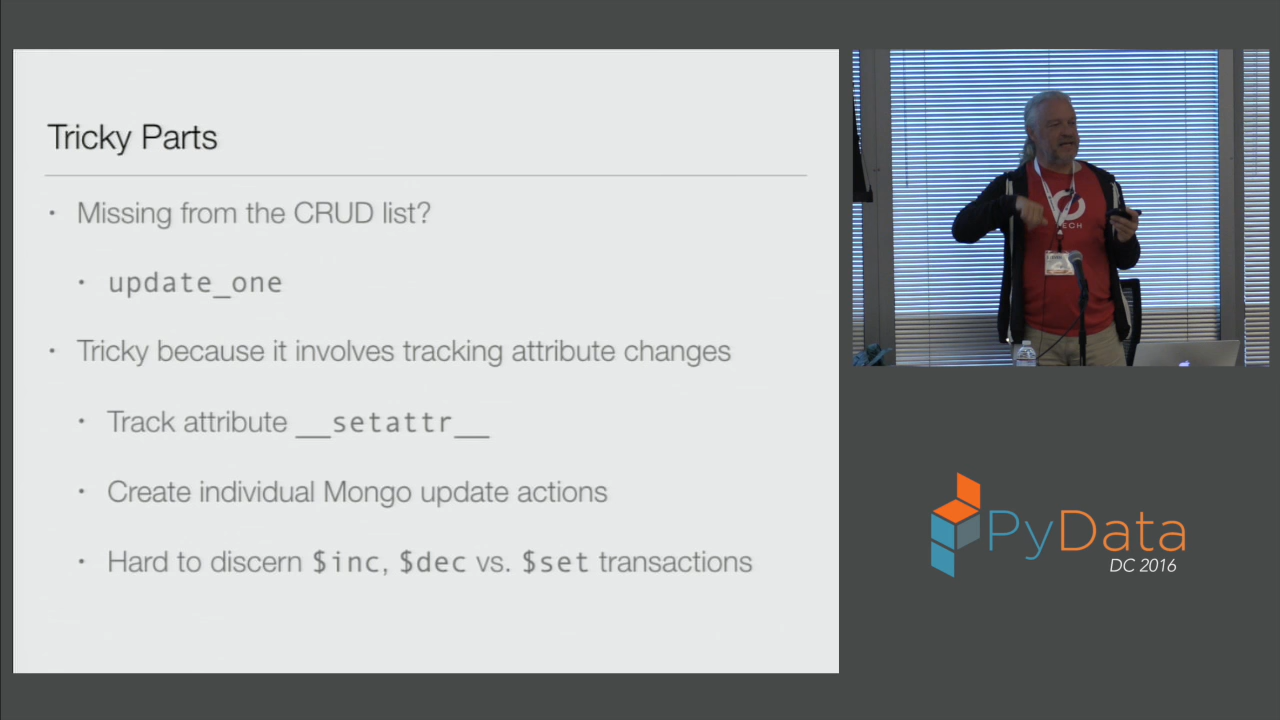 Tricky Parts
• Missing from the CRUD list?
• update_one
• Tricky because it involves tracking attribute changes
• Track attribute __setattr__
• Create individual Mongo update actions
• Hard to discern $inc, $dec vs. $set transactions
PyData
DC 2016